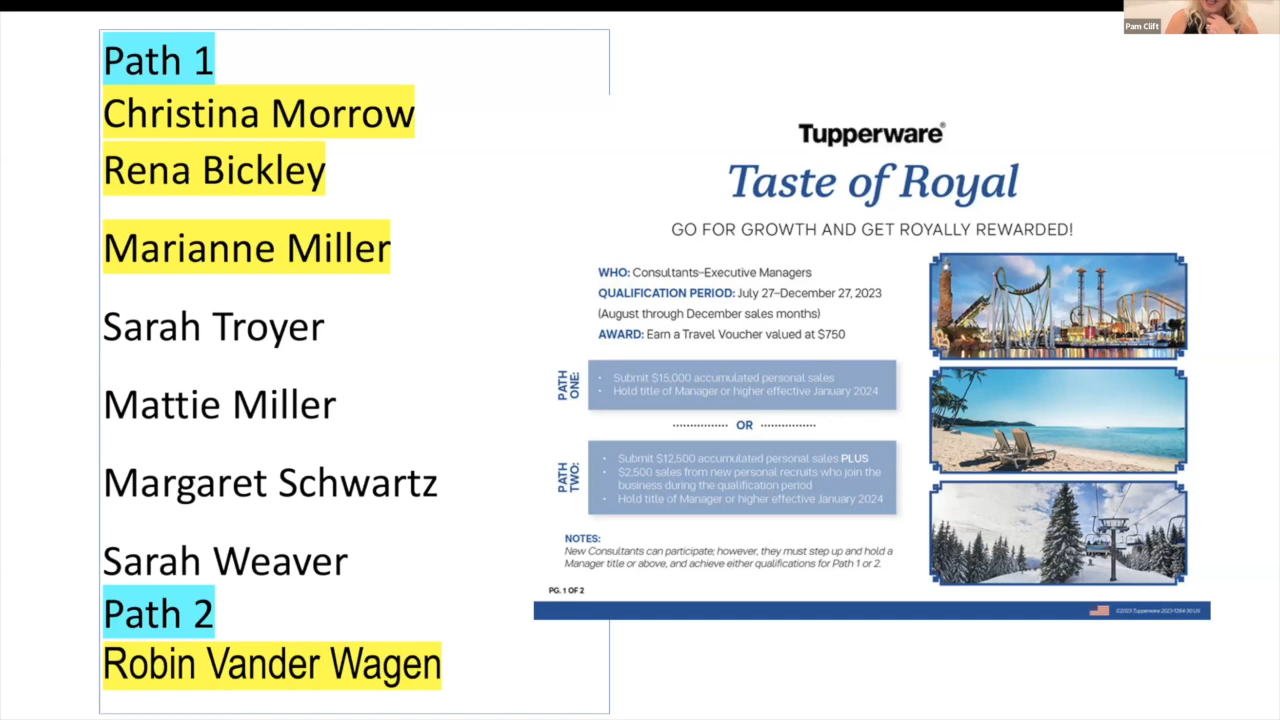 Pam Clift
Path 1
Christina Morrow
Rena Bickley
Marianne Miller
Sarah Troyer
Mattie Miller
Margaret Schwartz
Sarah Weaver
Path 2
Robin Vander Wagen
Tupperware®
Taste of Royal
GO FOR GROWTH AND GET ROYALLY REWARDED!
WHO: Consultants–Executive Managers
QUALIFICATION PERIOD: July 27–December 27, 2023
(August through December sales months)
AWARD: Earn a Travel Voucher valued at $750
PATH
ONE:
• Submit $15,000 accumulated personal sales
• Hold title of Manager or higher effective January 2024
OR
PATH
TWO:
• Submit $12,500 accumulated personal sales PLUS
• $2,500 sales from new personal recruits who join the
business during the qualification period
• Hold title of Manager or higher effective January 2024
NOTES:
New Consultants can participate; however, they must step up and hold a
Manager title or above, and achieve either qualifications for Path 1 or 2.
PG. 1 OF 2
©2023 Tupperware